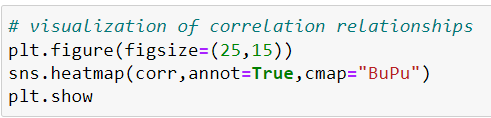 # visualization of correlation relationships
plt.figure(figsize=(25,15))
sns.heatmap(corr,annot=True,cmap="BuPu")
plt.show